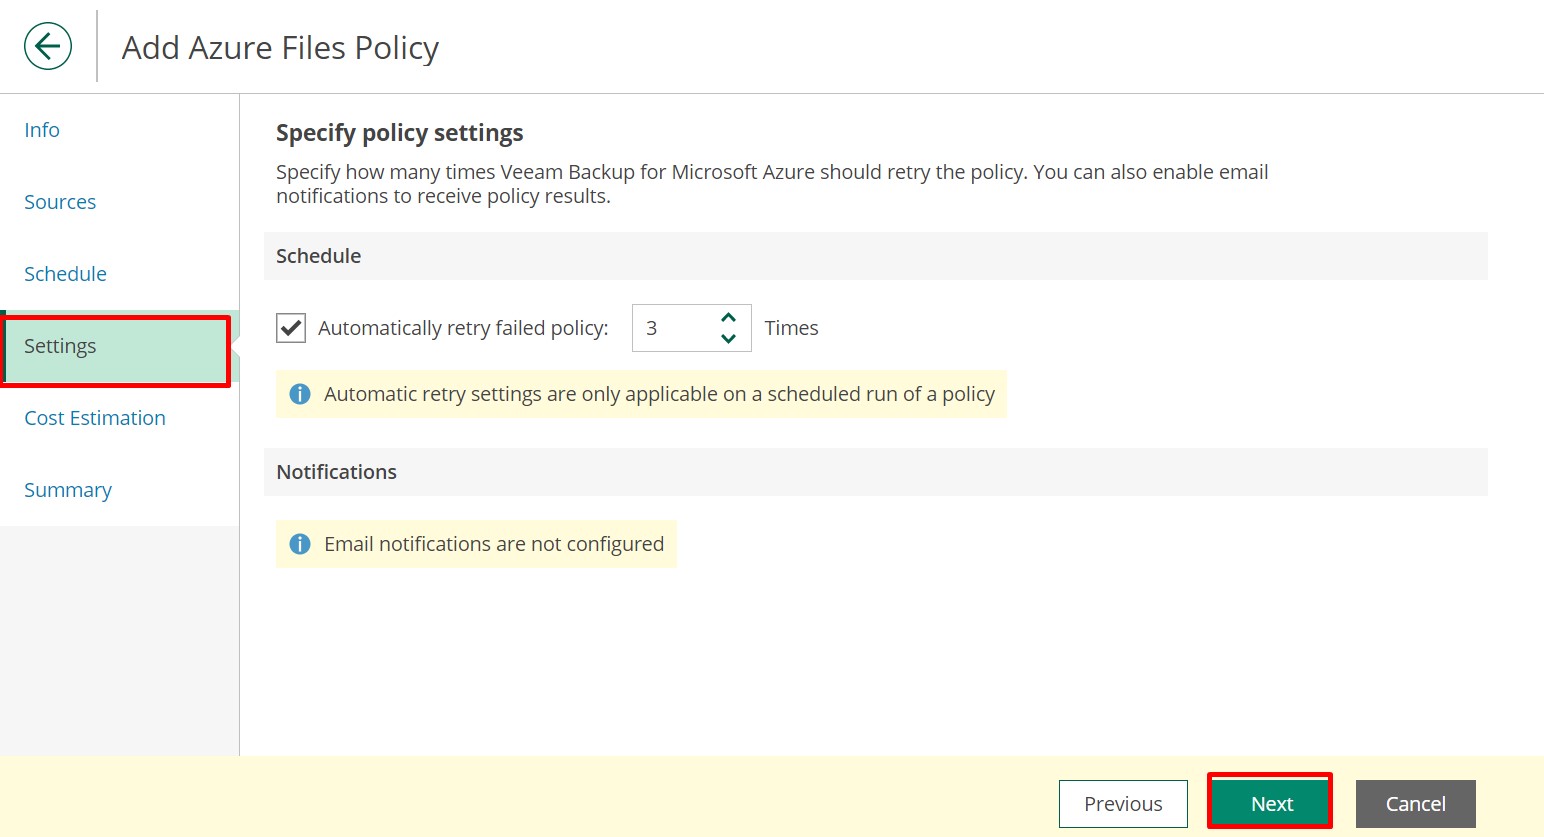 Add Azure Files Policy
Info
Sources
Schedule
Settings
Cost Estimation
Summary
Specify policy settings
Specify how many times Veeam Backup for Microsoft Azure should retry the policy. You can also enable email
notifications to receive policy results.
Schedule
Automatically retry failed policy: 3 Times
Automatic retry settings are only applicable on a scheduled run of a policy
Notifications
Email notifications are not configured
Previous Next Cancel